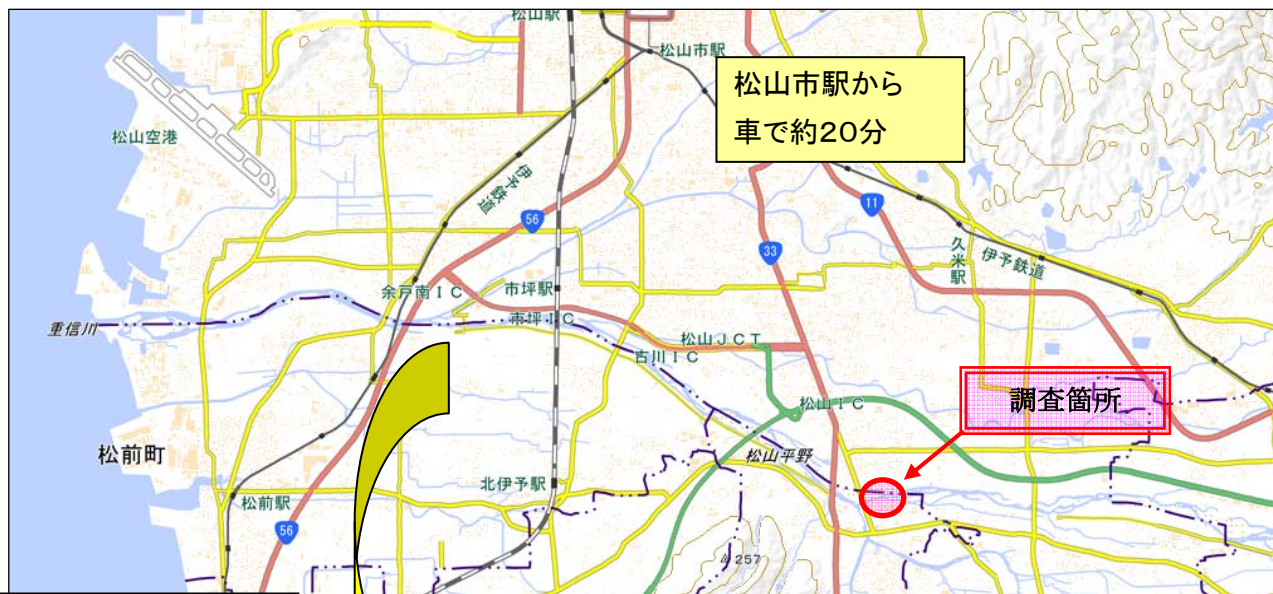 松山駅
松山市駅
松山市駅から
車で約20分
松山空港
伊予鉄道
56
11
33
久米駅
伊予鉄道
余戸南IC
市坪駅
重信川
市坪IC
松山JCT
古川IC
調査箇所
松山IC
松前町
松山平野
北伊予駅
松前駅
56
257